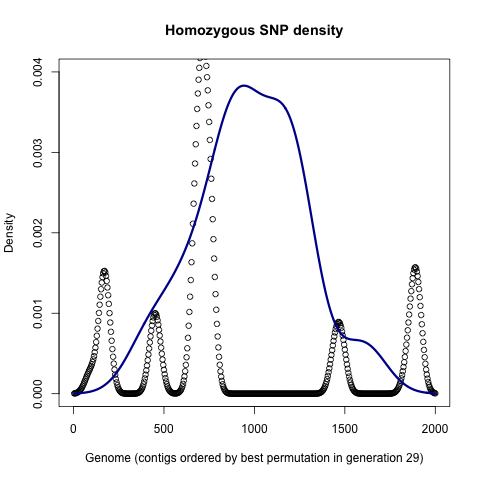 Homozygous SNP density
0.004
0.003
0.002
0.001
0.000
Density
0 500 1000 1500 2000
Genome (contigs ordered by best permutation in generation 29)